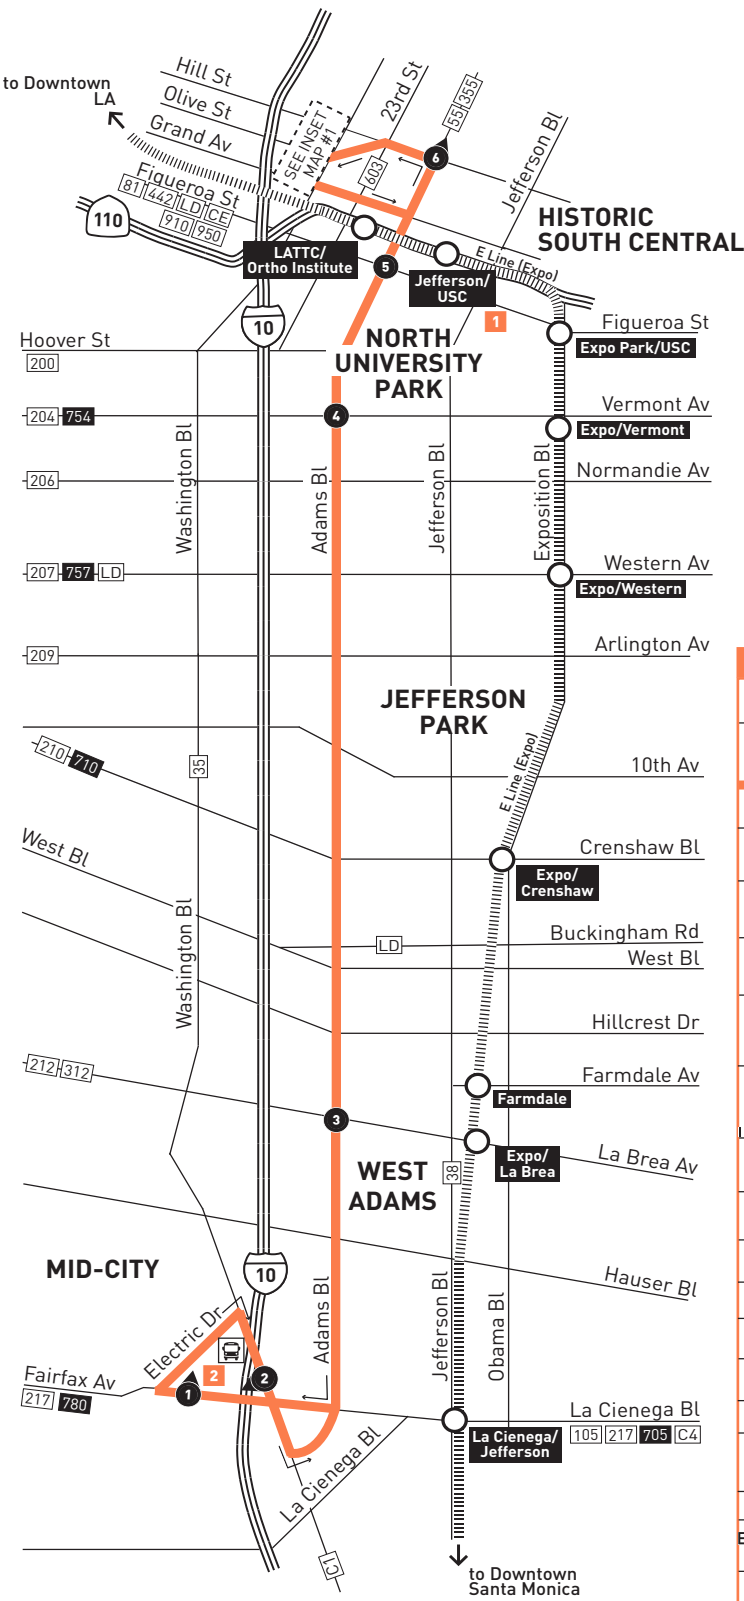 to Downtown
LA
Hill St
Olive St
Grand Av
SEE INSET
MAP #1
23rd St
55 355
Jefferson Bl
6
603
Figueroa St
81 442 LD CE
910 950
110
HISTORIC
SOUTH CENTRAL
LATTC/
Ortho Institute
E Line (Expo)
5
Jefferson/
USC
1
10
Hoover St
200
NORTH
UNIVERSITY
PARK
Figueroa St
Expo Park/USC
204 754
4
Vermont Av
Expo/Vermont
Washington Bl
Adams Bl
Jefferson Bl
Exposition Bl
206
Normandie Av
207 757 LD
Western Av
Expo/Western
209
Arlington Av
JEFFERSON
PARK
210 710
35
E Line (Expo)
10th Av
West Bl
Crenshaw Bl
Expo/
Crenshaw
Washington Bl
LD
Buckingham Rd
West Bl
Hillcrest Dr
212 312
Farmdale Av
Farmdale
3
Expo/
La Brea
La Brea Av
WEST
ADAMS
38
MID-CITY
10
Hauser Bl
Adams Bl
Jefferson Bl
Obama Bl
Electric Dr
Fairfax Av
217 780
2
1
2
La Cienega Bl
105 217 705 C4
La Cienega/
Jefferson
La Cienega Bl
C1
to Downtown
Santa Monica